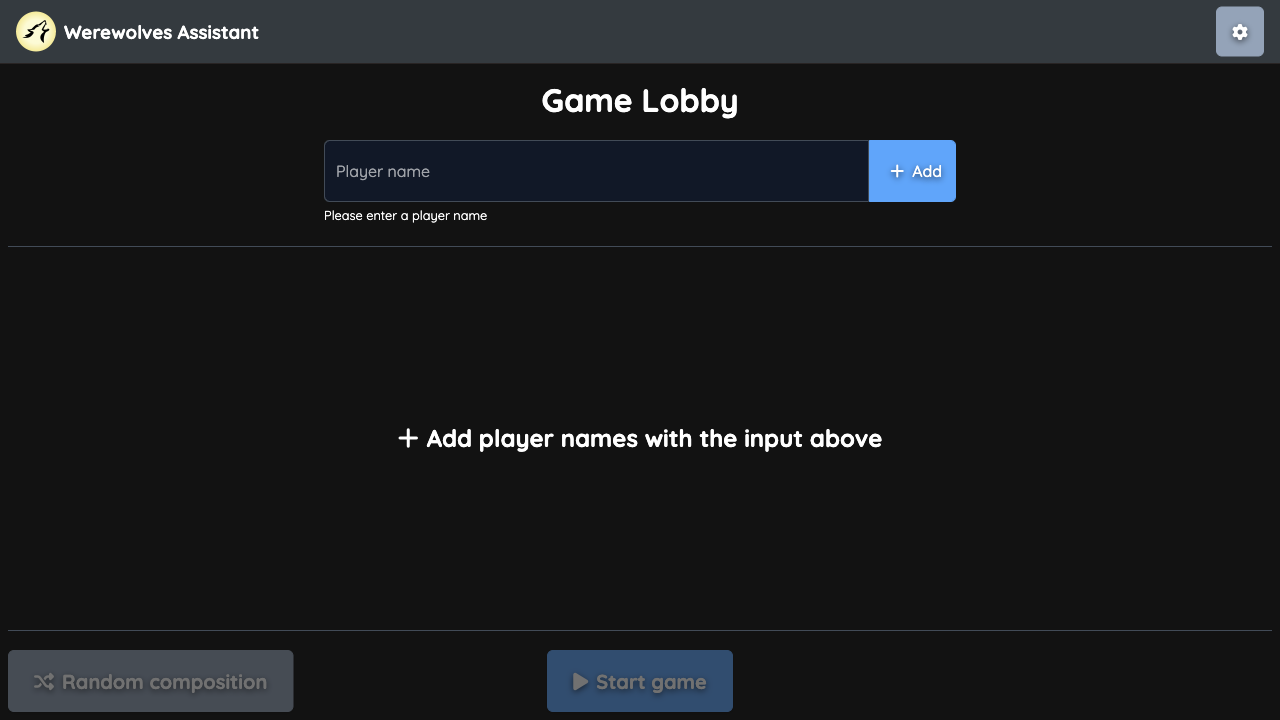 Werewolves Assistant
Game Lobby
Player name
Add
Please enter a player name
Add player names with the input above
Random composition
Start game